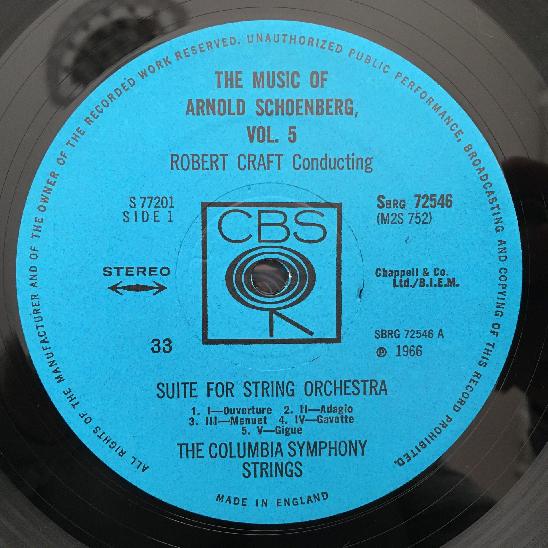 ALL RIGHTS OF THE MANUFACTURER AND OF THE OWNER OF THE RECORDED WORK RESERVED. UNAUTHORIZED PUBLIC PERFORMANCE, BROADCASTING AND COPYING OF THIS RECORD PROHIBITED.
THE MUSIC OF
ARNOLD SCHOENBERG,
VOL. 5
ROBERT CRAFT Conducting
S 77201
SIDE 1
CBS
SBRG 72546
(M2S 752)
STEREO
Chappell & Co.
Ltd./B.I.E.M.
33
SBRG 72546 A
℗ 1966
SUITE FOR STRING ORCHESTRA
1. I—Ouverture 2. II—Adagio
3. III—Menuet 4. IV—Gavotte
5. V—Gigue
THE COLUMBIA SYMPHONY
STRINGS
MADE IN ENGLAND